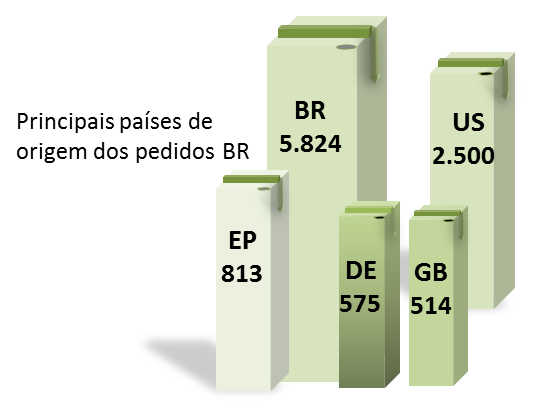 Principais países de
origem dos pedidos BR
BR
5.824
US
2.500
EP
813
DE
575
GB
514